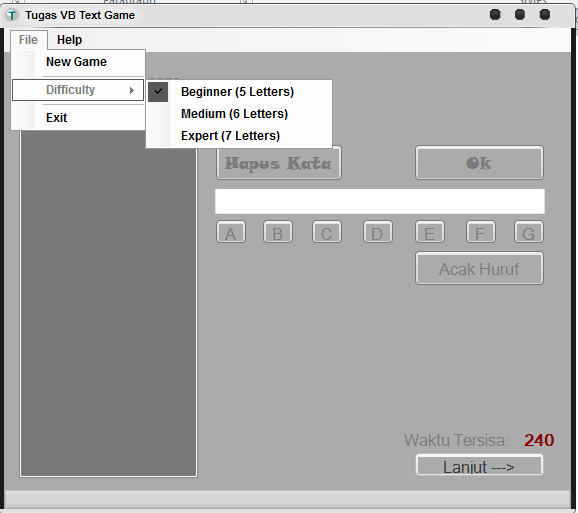 Tugas VB Text Game
File Help
New Game
Difficulty
Exit
Beginner (5 Letters)
Medium (6 Letters)
Expert (7 Letters)
Hapus Kata
Ok
A B C D E F G
Acak Huruf
Waktu Tersisa: 240
Lanjut --->